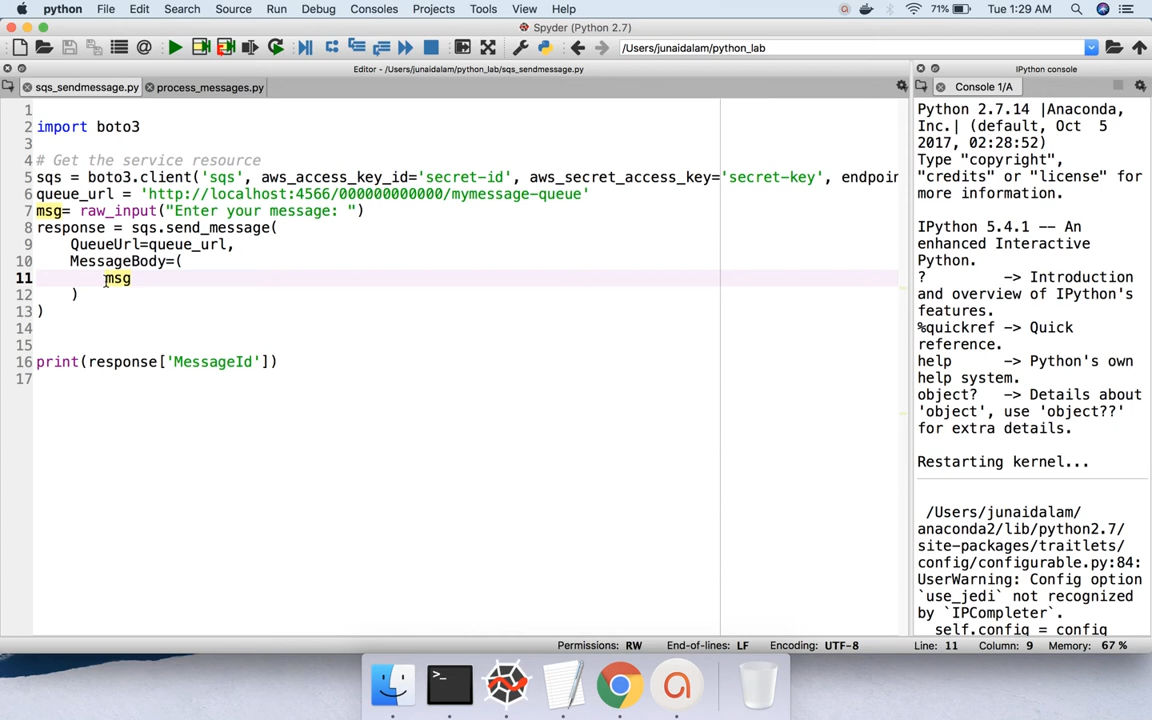 python File Edit Search Source Run Debug Consoles Projects Tools View Help 71% Tue 1:29 AM
Spyder (Python 2.7)
/Users/junaidalam/python_lab
Editor - /Users/junaidalam/python_lab/sqs_sendmessage.py
sqs_sendmessage.py process_messages.py
1
2 import boto3
3
4 # Get the service resource
5 sqs = boto3.client('sqs', aws_access_key_id='secret-id', aws_secret_access_key='secret-key', endpoin
6 queue_url = 'http://localhost:4566/000000000000/mymessage-queue'
7 msg= raw_input("Enter your message: ")
8 response = sqs.send_message(
9 QueueUrl=queue_url,
10 MessageBody=(
11 msg
12 )
13 )
14
15
16 print(response['MessageId'])
17
IPython console
Console 1/A
Python 2.7.14 |Anaconda,
Inc.| (default, Oct 5
2017, 02:28:52)
Type "copyright",
"credits" or "license" for
more information.
IPython 5.4.1 -- An
enhanced Interactive
Python.
? -> Introduction
and overview of IPython's
features.
%quickref -> Quick
reference.
help -> Python's own
help system.
object? -> Details about
'object', use 'object??'
for extra details.
Restarting kernel...
/Users/junaidalam/
anaconda2/lib/python2.7/
site-packages/traitlets/
config/configurable.py:84:
UserWarning: Config option
`use_jedi` not recognized
by `IPCompleter`.
self.config = config
Permissions: RW End-of-lines: LF Encoding: UTF-8 Line: 11 Column: 9 Memory: 67 %